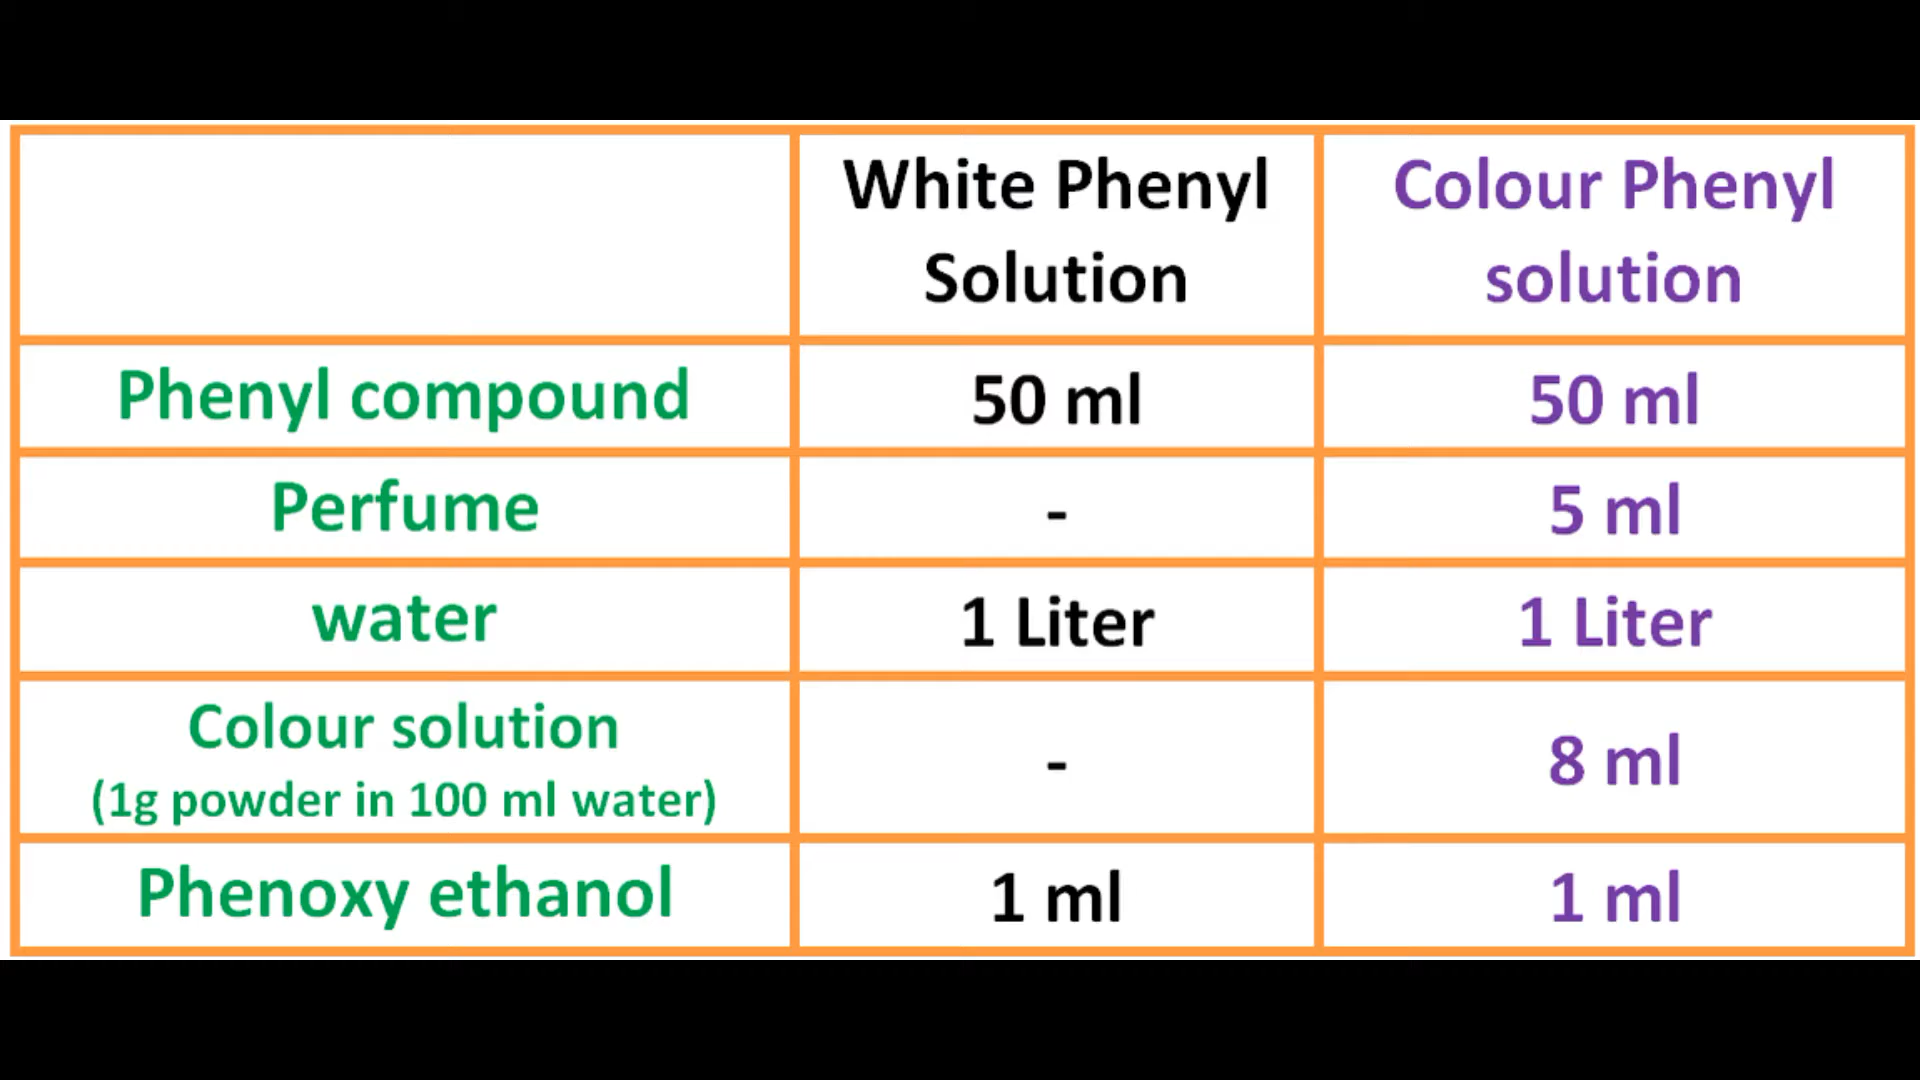 White Phenyl
Solution
Colour Phenyl
solution
Phenyl compound
50 ml
50 ml
Perfume
-
5 ml
water
1 Liter
1 Liter
Colour solution
(1g powder in 100 ml water)
-
8 ml
Phenoxy ethanol
1 ml
1 ml